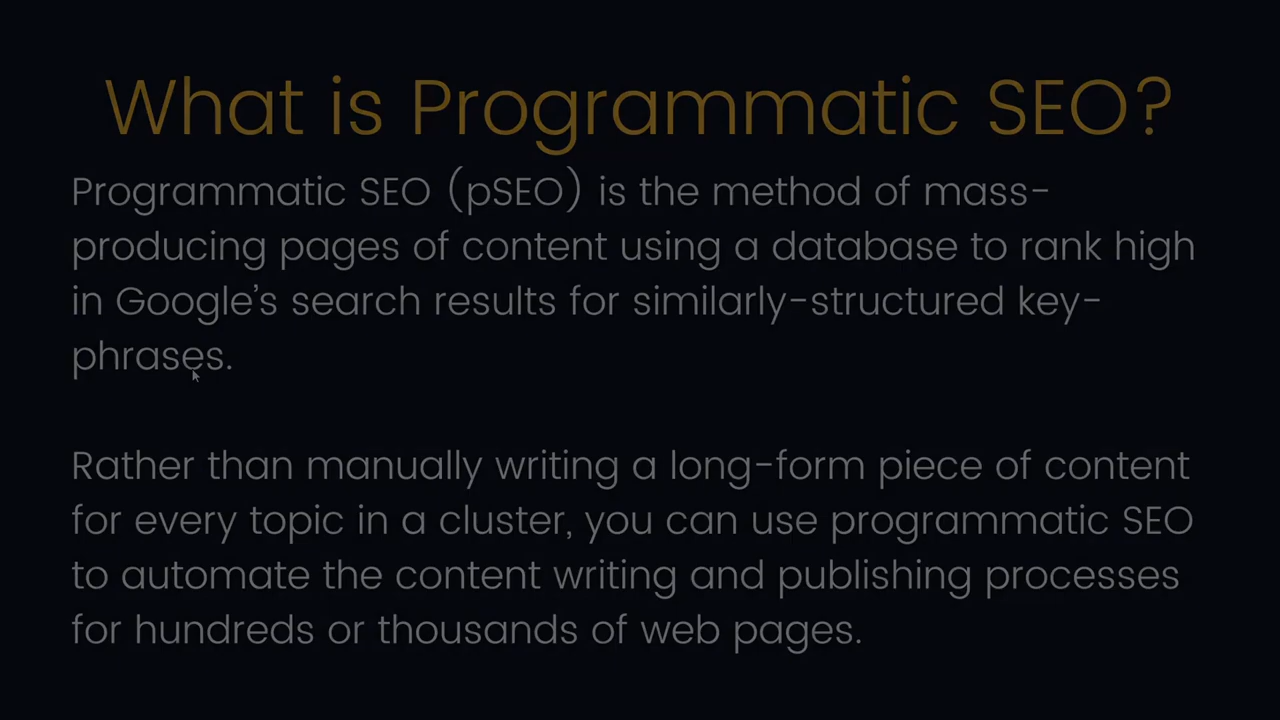 What is Programmatic SEO?
Programmatic SEO (pSEO) is the method of mass-
producing pages of content using a database to rank high
in Google’s search results for similarly-structured key-
phrases.
Rather than manually writing a long-form piece of content
for every topic in a cluster, you can use programmatic SEO
to automate the content writing and publishing processes
for hundreds or thousands of web pages.